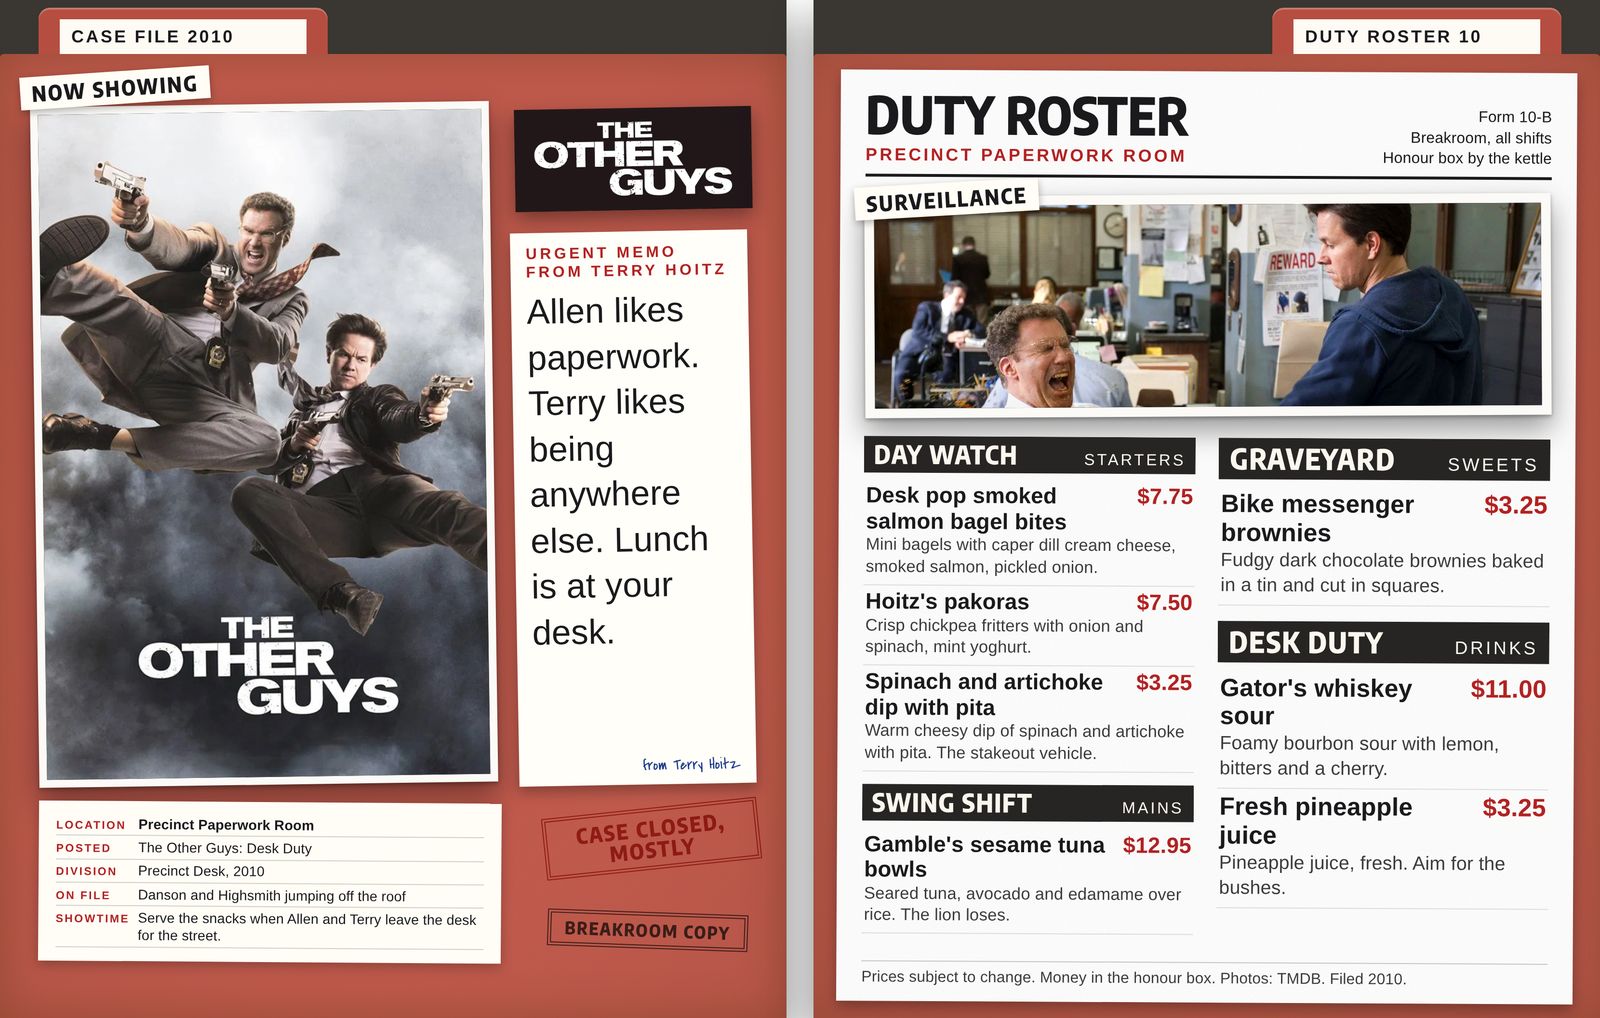 CASE FILE 2010
NOW SHOWING
THE
OTHER
GUYS
THE
OTHER
GUYS
URGENT MEMO
FROM TERRY HOITZ
Allen likes
paperwork.
Terry likes
being
anywhere
else. Lunch
is at your
desk.
from Terry Hoitz
LOCATION Precinct Paperwork Room
POSTED The Other Guys: Desk Duty
DIVISION Precinct Desk, 2010
ON FILE Danson and Highsmith jumping off the roof
SHOWTIME Serve the snacks when Allen and Terry leave the desk
for the street.
CASE CLOSED,
MOSTLY
BREAKROOM COPY
DUTY ROSTER 10
DUTY ROSTER
PRECINCT PAPERWORK ROOM
Form 10-B
Breakroom, all shifts
Honour box by the kettle
SURVEILLANCE
REWARD
DAY WATCH STARTERS
Desk pop smoked $7.75
salmon bagel bites
Mini bagels with caper dill cream cheese,
smoked salmon, pickled onion.
Hoitz's pakoras $7.50
Crisp chickpea fritters with onion and
spinach, mint yoghurt.
Spinach and artichoke $3.25
dip with pita
Warm cheesy dip of spinach and artichoke
with pita. The stakeout vehicle.
SWING SHIFT MAINS
Gamble's sesame tuna $12.95
bowls
Seared tuna, avocado and edamame over
rice. The lion loses.
GRAVEYARD SWEETS
Bike messenger $3.25
brownies
Fudgy dark chocolate brownies baked
in a tin and cut in squares.
DESK DUTY DRINKS
Gator's whiskey $11.00
sour
Foamy bourbon sour with lemon,
bitters and a cherry.
Fresh pineapple $3.25
juice
Pineapple juice, fresh. Aim for the
bushes.
Prices subject to change. Money in the honour box. Photos: TMDB. Filed 2010.